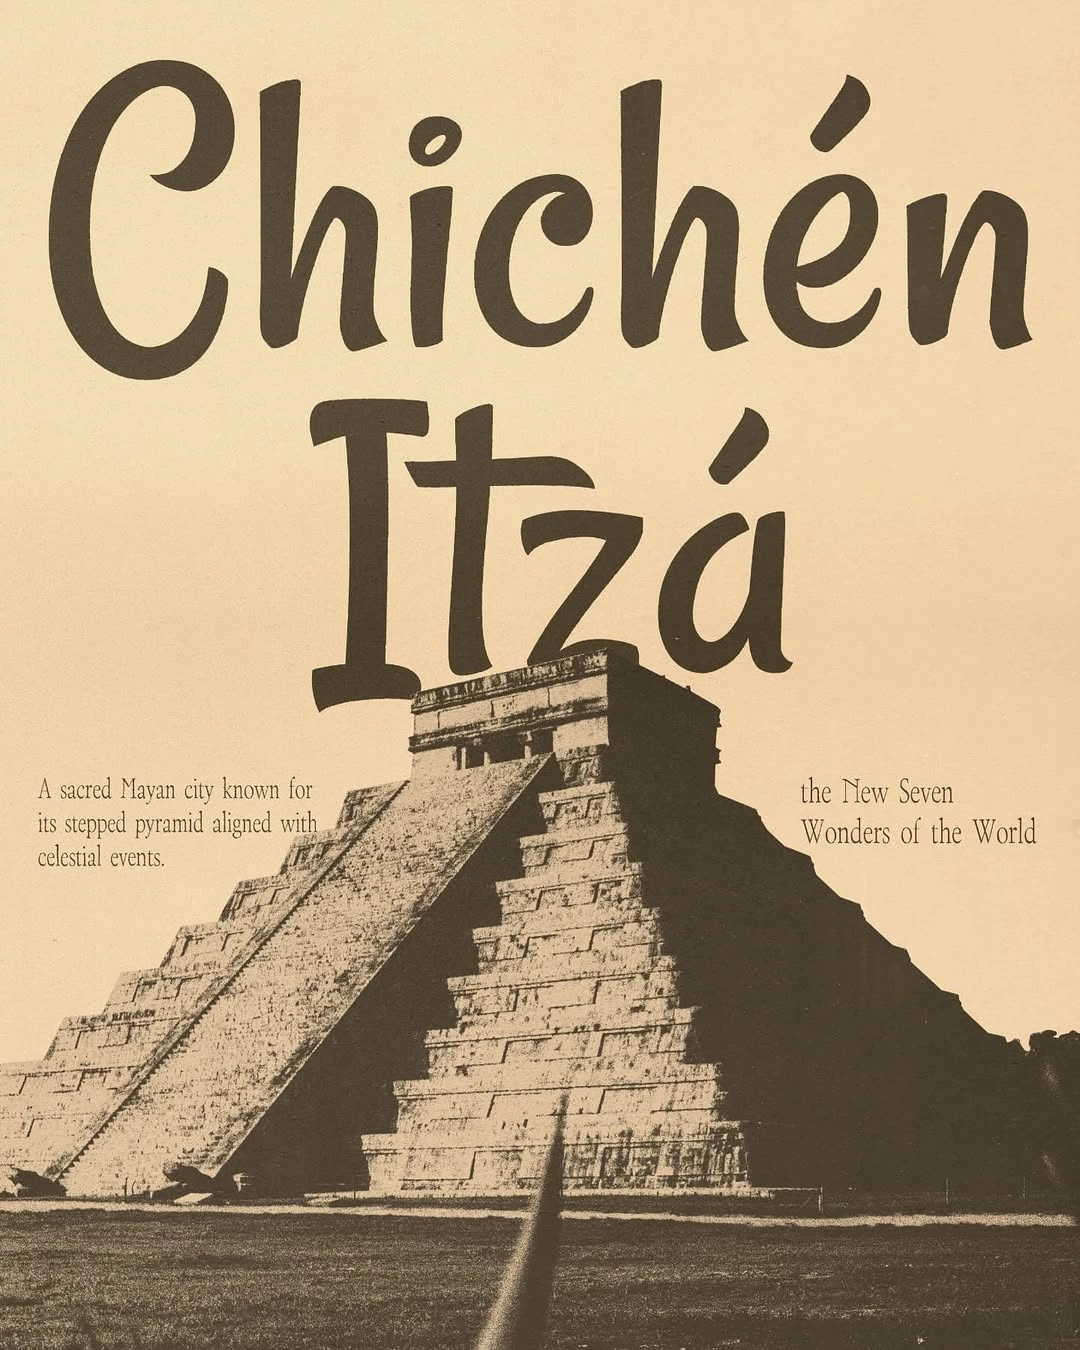 Chichén
Itzá
A sacred Mayan city known for
its stepped pyramid aligned with
celestial events.
the New Seven
Wonders of the World